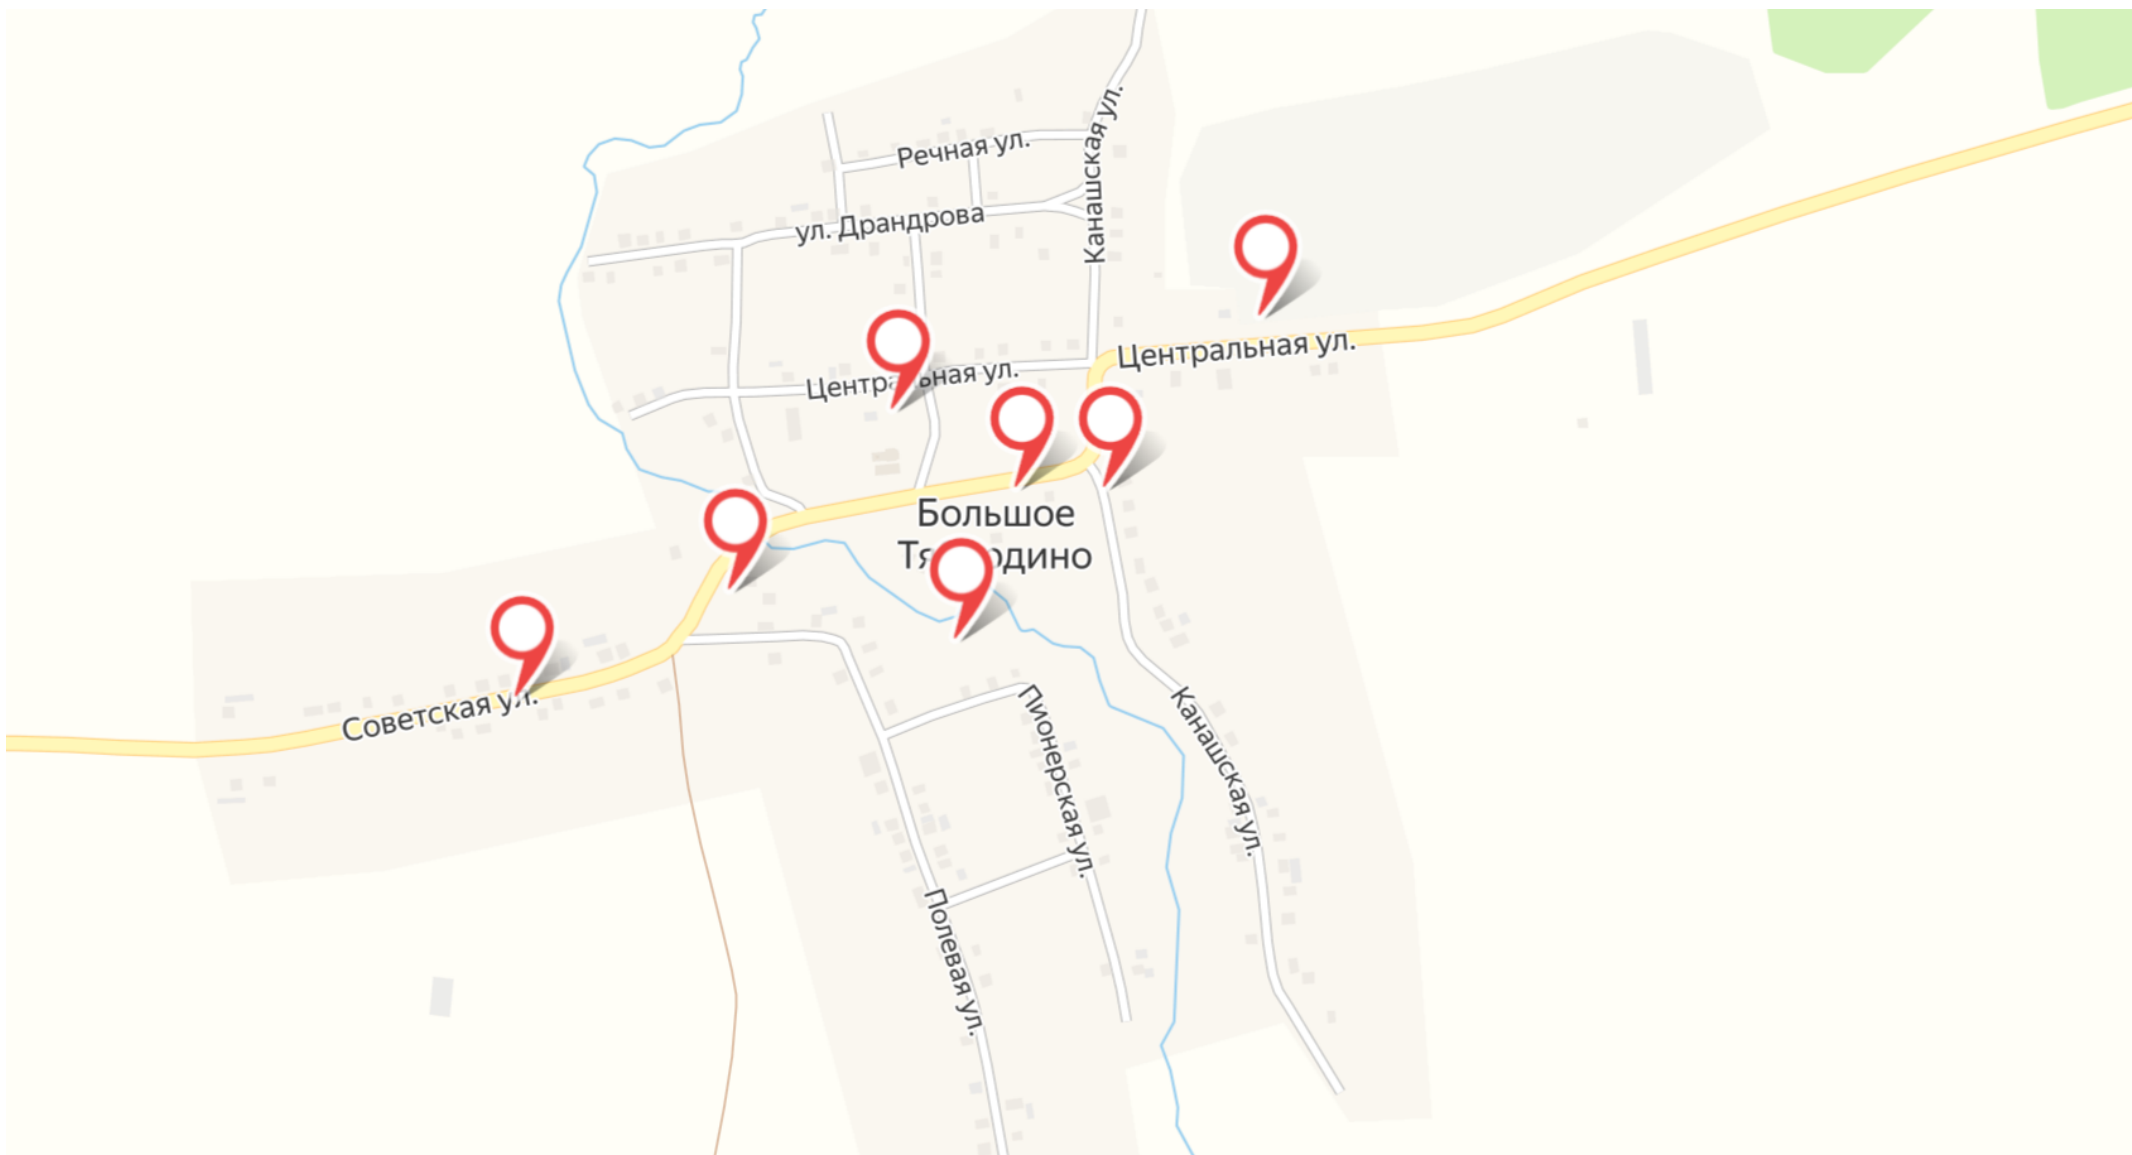 Канашская ул.
Речная ул.
ул. Драндрова
Центральная ул.
Центральная ул.
Большое
Советская ул.
Пионерская ул.
Канашская ул.
Полевая ул.